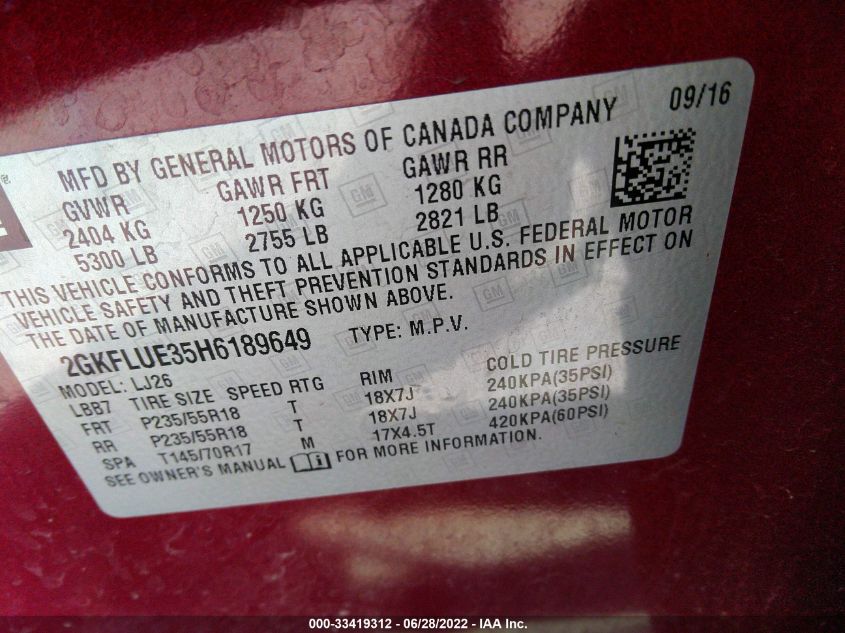 MFD BY GENERAL MOTORS OF CANADA COMPANY 09/16
GVWR GAWR FRT GAWR RR
2404 KG 1250 KG 1280 KG
5300 LB 2755 LB 2821 LB
THIS VEHICLE CONFORMS TO ALL APPLICABLE U.S. FEDERAL MOTOR
VEHICLE SAFETY AND THEFT PREVENTION STANDARDS IN EFFECT ON
THE DATE OF MANUFACTURE SHOWN ABOVE.
2GKFLUE35H6189649 TYPE: M.P.V.
MODEL: LJ26
LBB7 TIRE SIZE SPEED RTG RIM COLD TIRE PRESSURE
FRT P235/55R18 T 18X7J 240KPA(35PSI)
RR P235/55R18 T 18X7J 240KPA(35PSI)
SPA T145/70R17 M 17X4.5T 420KPA(60PSI)
SEE OWNER'S MANUAL FOR MORE INFORMATION.
000-33419312 - 06/28/2022 - IAA Inc.